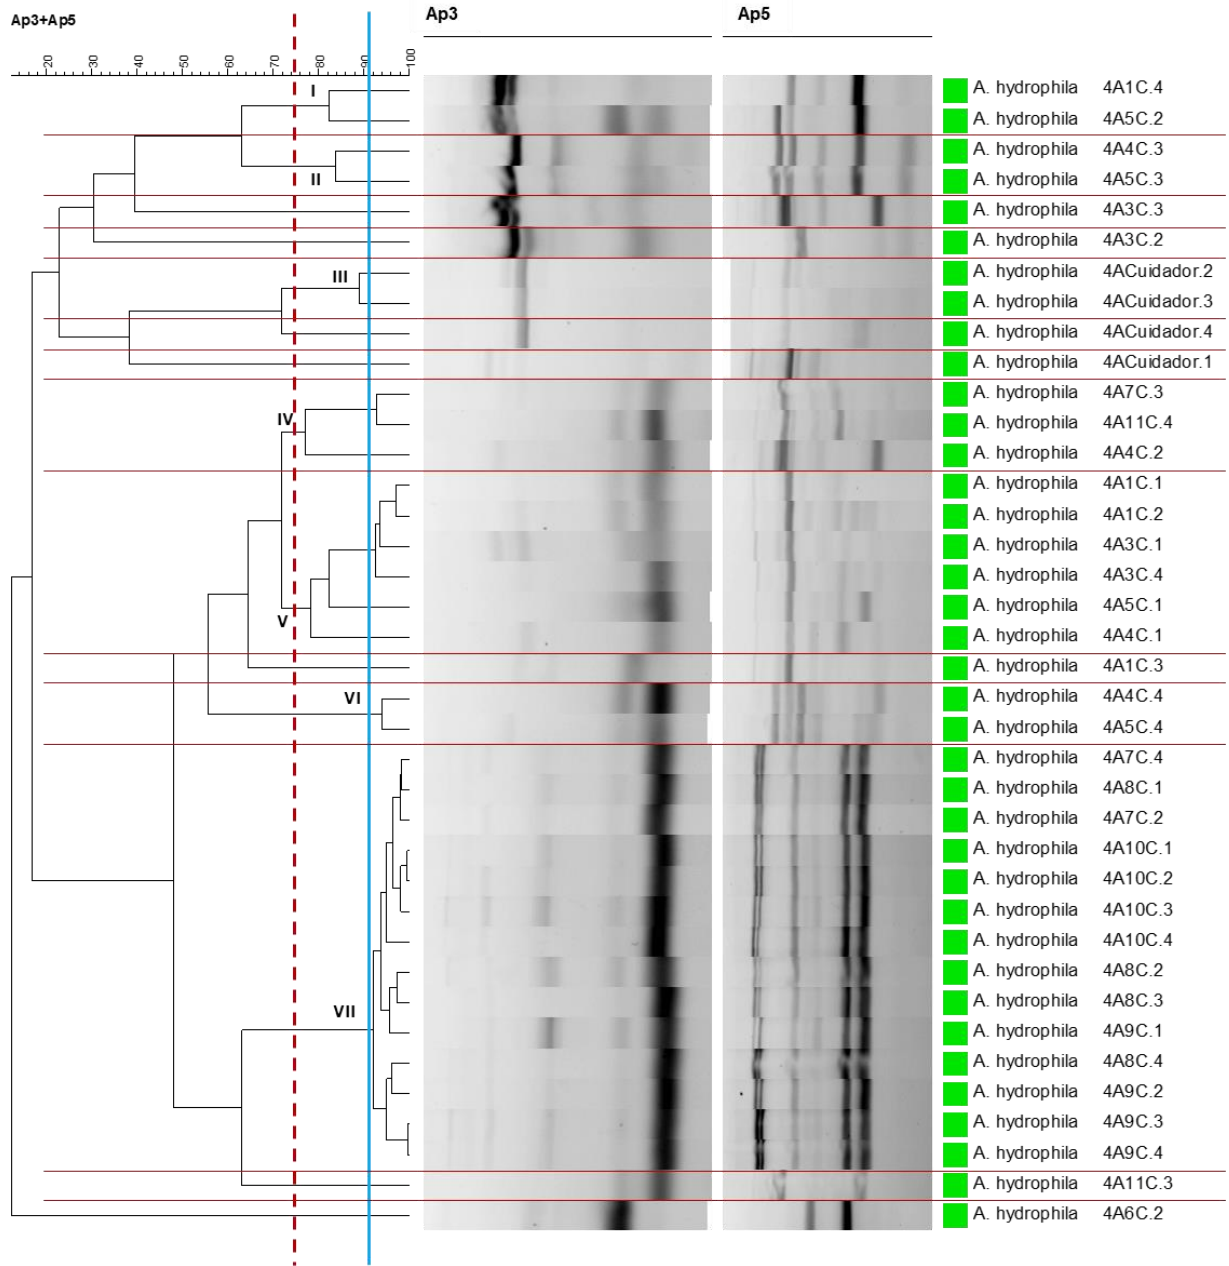 Ap3+Ap5
Ap3
Ap5
20 30 40 50 60 70 80 90 100
I
A. hydrophila 4A1C.4
A. hydrophila 4A5C.2
A. hydrophila 4A4C.3
II
A. hydrophila 4A5C.3
A. hydrophila 4A3C.3
A. hydrophila 4A3C.2
III
A. hydrophila 4ACuidador.2
A. hydrophila 4ACuidador.3
A. hydrophila 4ACuidador.4
A. hydrophila 4ACuidador.1
A. hydrophila 4A7C.3
IV
A. hydrophila 4A11C.4
A. hydrophila 4A4C.2
A. hydrophila 4A1C.1
A. hydrophila 4A1C.2
A. hydrophila 4A3C.1
A. hydrophila 4A3C.4
A. hydrophila 4A5C.1
V
A. hydrophila 4A4C.1
A. hydrophila 4A1C.3
VI
A. hydrophila 4A4C.4
A. hydrophila 4A5C.4
A. hydrophila 4A7C.4
A. hydrophila 4A8C.1
A. hydrophila 4A7C.2
A. hydrophila 4A10C.1
A. hydrophila 4A10C.2
A. hydrophila 4A10C.3
A. hydrophila 4A10C.4
A. hydrophila 4A8C.2
A. hydrophila 4A8C.3
VII
A. hydrophila 4A9C.1
A. hydrophila 4A8C.4
A. hydrophila 4A9C.2
A. hydrophila 4A9C.3
A. hydrophila 4A9C.4
A. hydrophila 4A11C.3
A. hydrophila 4A6C.2